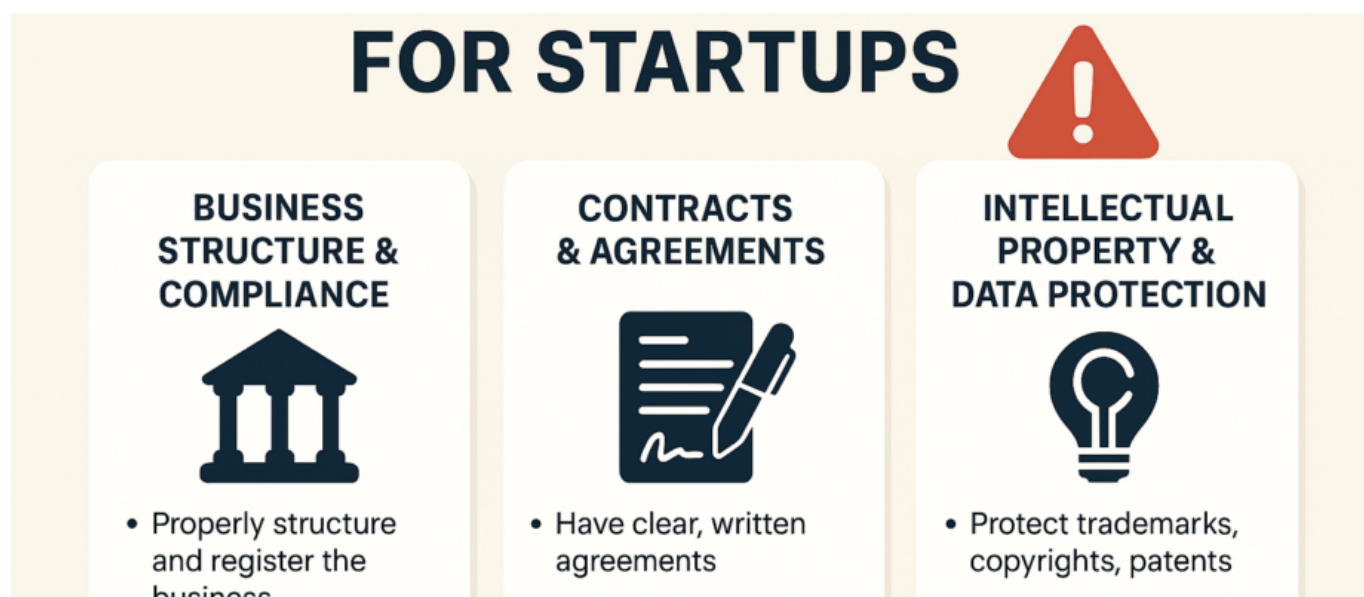 FOR STARTUPS
BUSINESS
STRUCTURE &
COMPLIANCE
• Properly structure
and register the
business
CONTRACTS
& AGREEMENTS
• Have clear, written
agreements
INTELLECTUAL
PROPERTY &
DATA PROTECTION
• Protect trademarks,
copyrights, patents